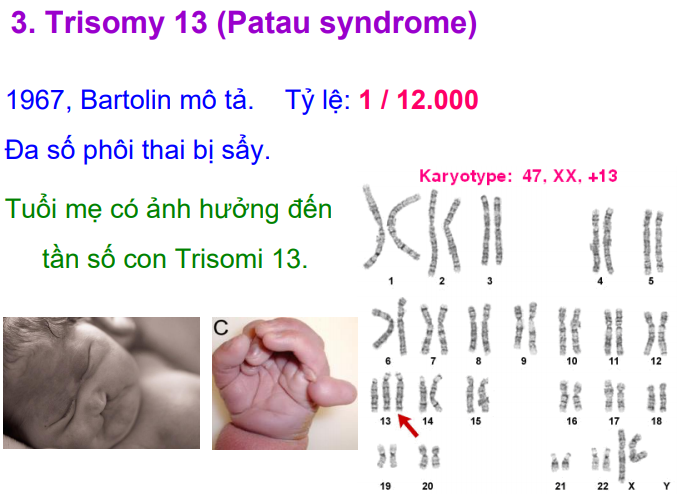 3. Trisomy 13 (Patau syndrome)
1967, Bartolin mô tả. Tỷ lệ: 1 / 12.000
Đa số phôi thai bị sẩy.
Tuổi mẹ có ảnh hưởng đến
tần số con Trisomi 13.
Karyotype: 47, XX, +13
1 2 3 4 5
C
6 7 8 9 10 11 12
13 14 15 16 17 18
19 20 21 22 X Y